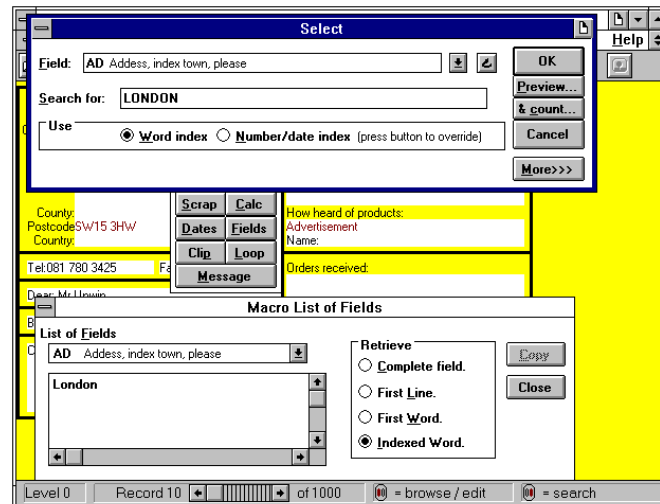 Select
Help
Field: AD Addess, index town, please
OK
Preview...
Search for: LONDON
& count...
Use
Word index Number/date index (press button to override)
Cancel
More>>>
Scrap Calc
County:
How heard of products:
Postcode SW15 3HW
Dates Fields
Advertisement
Country:
Name:
Clip Loop
Tel:081 780 3425 Fa
Message
Orders received:
Dear: Mr Unwin
Macro List of Fields
B
List of Fields
Retrieve
C
AD Addess, index town, please
Complete field.
Copy
London
First Line.
Close
First Word.
Indexed Word.
Level 0 Record 10 of 1000 = browse / edit = search